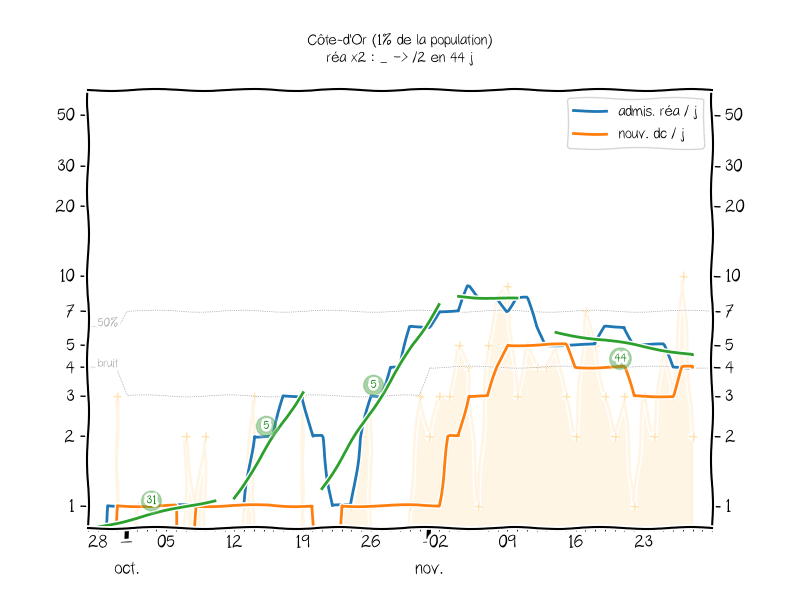 Côte-d'Or (1% de la population)
réa x2 : _ -> /2 en 44 j
admis. réa / j
nouv. dc / j
50 50
30 30
20 20
10 10
7 7
50%
5 5
44
4 4
bruit
5
3 3
5
2 2
31
1 1
28 05 12 19 26 02 09 16 23
oct. nov.